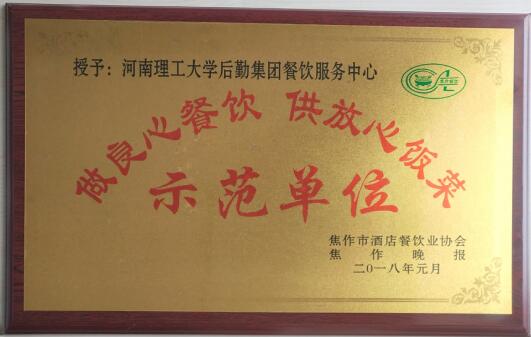 授予：河南理工大学后勤集团餐饮服务中心
做良心餐饮 供放心饭菜
示范单位
焦作市酒店餐饮业协会
焦作晚报
二〇一八年元月